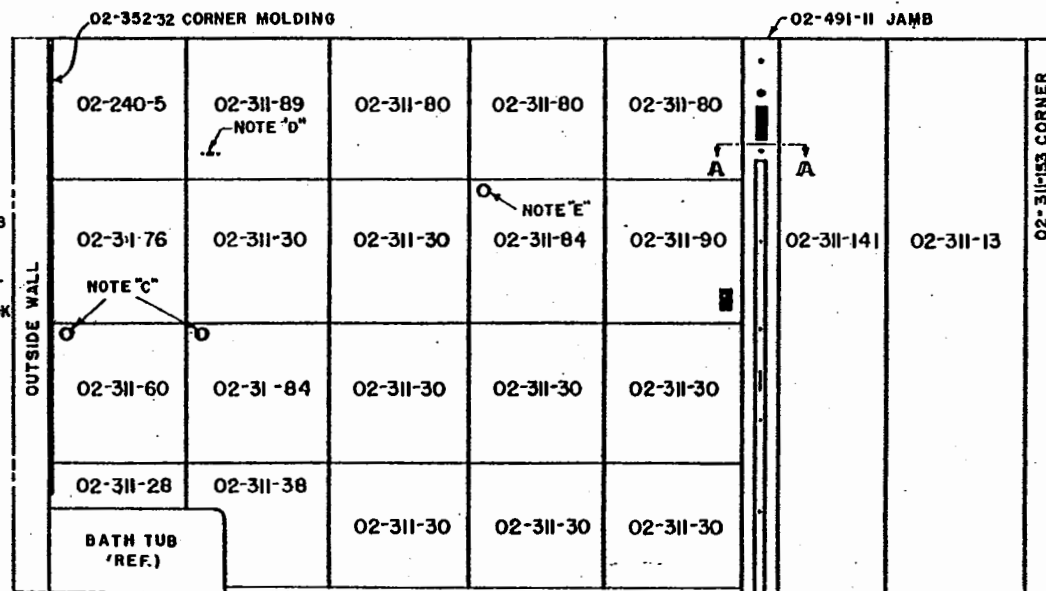 02-352-32 CORNER MOLDING
02-491-11 JAMB
02-240-5 02-311-89 02-311-80 02-311-80 02-311-80
NOTE "D"
A A
02-311-153 CORNER
NOTE "E"
02-311-76 02-311-30 02-311-30 02-311-84 02-311-90 02-311-141 02-311-13
NOTE "C"
OUTSIDE WALL
02-311-60 02-31-84 02-311-30 02-311-30 02-311-30
02-311-28 02-311-38
02-311-30 02-311-30 02-311-30
BATH TUB
(REF.)